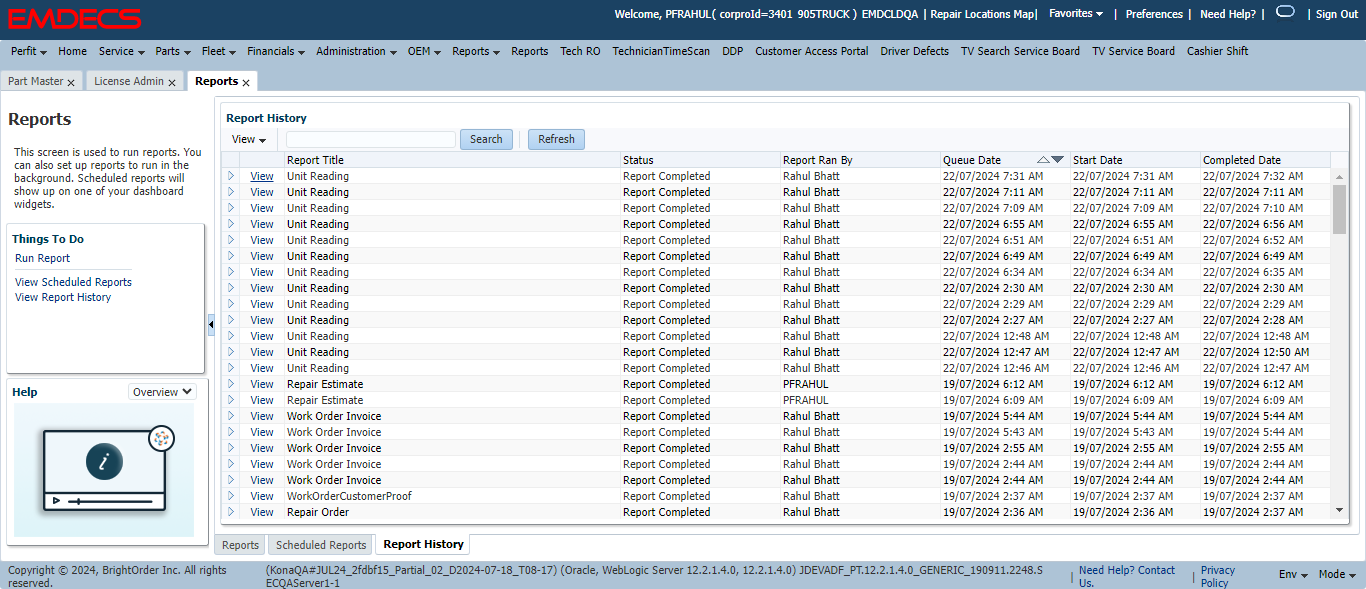 EMDECS
Welcome, PFRAHUL( corproId=3401 905TRUCK ) EMDCLDQA | Repair Locations Map| Favorites | Preferences | Need Help? | | Sign Out
Perfit Home Service Parts Fleet Financials Administration OEM Reports Reports Tech RO TechnicianTimeScan DDP Customer Access Portal Driver Defects TV Search Service Board TV Service Board Cashier Shift
Part Master License Admin Reports
Reports
This screen is used to run reports. You
can also set up reports to run in the
background. Scheduled reports will
show up on one of your dashboard
widgets.
Things To Do
Run Report
View Scheduled Reports
View Report History
Help Overview
i
Report History
View Search Refresh
Report Title Status Report Ran By Queue Date Start Date Completed Date
View Unit Reading Report Completed Rahul Bhatt 22/07/2024 7:31 AM 22/07/2024 7:31 AM 22/07/2024 7:32 AM
View Unit Reading Report Completed Rahul Bhatt 22/07/2024 7:11 AM 22/07/2024 7:11 AM 22/07/2024 7:11 AM
View Unit Reading Report Completed Rahul Bhatt 22/07/2024 7:09 AM 22/07/2024 7:09 AM 22/07/2024 7:10 AM
View Unit Reading Report Completed Rahul Bhatt 22/07/2024 6:55 AM 22/07/2024 6:55 AM 22/07/2024 6:56 AM
View Unit Reading Report Completed Rahul Bhatt 22/07/2024 6:51 AM 22/07/2024 6:51 AM 22/07/2024 6:52 AM
View Unit Reading Report Completed Rahul Bhatt 22/07/2024 6:49 AM 22/07/2024 6:49 AM 22/07/2024 6:49 AM
View Unit Reading Report Completed Rahul Bhatt 22/07/2024 6:34 AM 22/07/2024 6:34 AM 22/07/2024 6:35 AM
View Unit Reading Report Completed Rahul Bhatt 22/07/2024 2:30 AM 22/07/2024 2:30 AM 22/07/2024 2:30 AM
View Unit Reading Report Completed Rahul Bhatt 22/07/2024 2:29 AM 22/07/2024 2:29 AM 22/07/2024 2:29 AM
View Unit Reading Report Completed Rahul Bhatt 22/07/2024 2:27 AM 22/07/2024 2:27 AM 22/07/2024 2:28 AM
View Unit Reading Report Completed Rahul Bhatt 22/07/2024 12:48 AM 22/07/2024 12:48 AM 22/07/2024 12:48 AM
View Unit Reading Report Completed Rahul Bhatt 22/07/2024 12:47 AM 22/07/2024 12:47 AM 22/07/2024 12:50 AM
View Unit Reading Report Completed Rahul Bhatt 22/07/2024 12:46 AM 22/07/2024 12:46 AM 22/07/2024 12:47 AM
View Repair Estimate Report Completed PFRAHUL 19/07/2024 6:12 AM 19/07/2024 6:12 AM 19/07/2024 6:12 AM
View Repair Estimate Report Completed PFRAHUL 19/07/2024 6:09 AM 19/07/2024 6:09 AM 19/07/2024 6:09 AM
View Work Order Invoice Report Completed Rahul Bhatt 19/07/2024 5:44 AM 19/07/2024 5:44 AM 19/07/2024 5:44 AM
View Work Order Invoice Report Completed Rahul Bhatt 19/07/2024 5:43 AM 19/07/2024 5:43 AM 19/07/2024 5:44 AM
View Work Order Invoice Report Completed Rahul Bhatt 19/07/2024 2:55 AM 19/07/2024 2:55 AM 19/07/2024 2:55 AM
View Work Order Invoice Report Completed Rahul Bhatt 19/07/2024 2:44 AM 19/07/2024 2:44 AM 19/07/2024 2:44 AM
View Work Order Invoice Report Completed Rahul Bhatt 19/07/2024 2:44 AM 19/07/2024 2:44 AM 19/07/2024 2:44 AM
View WorkOrderCustomerProof Report Completed Rahul Bhatt 19/07/2024 2:37 AM 19/07/2024 2:37 AM 19/07/2024 2:37 AM
View Repair Order Report Completed Rahul Bhatt 19/07/2024 2:36 AM 19/07/2024 2:36 AM 19/07/2024 2:37 AM
Reports Scheduled Reports Report History
Copyright © 2024, BrightOrder Inc. All rights
reserved.
(KonaQA#JUL24_2fdbf15_Partial_02_D2024-07-18_T08-17) (Oracle, WebLogic Server 12.2.1.4.0, 12.2.1.4.0) JDEVADF_PT.12.2.1.4.0_GENERIC_190911.2248.S
ECQAServer1-1
| Need Help? Contact
Us.
| Privacy
Policy
Env Mode